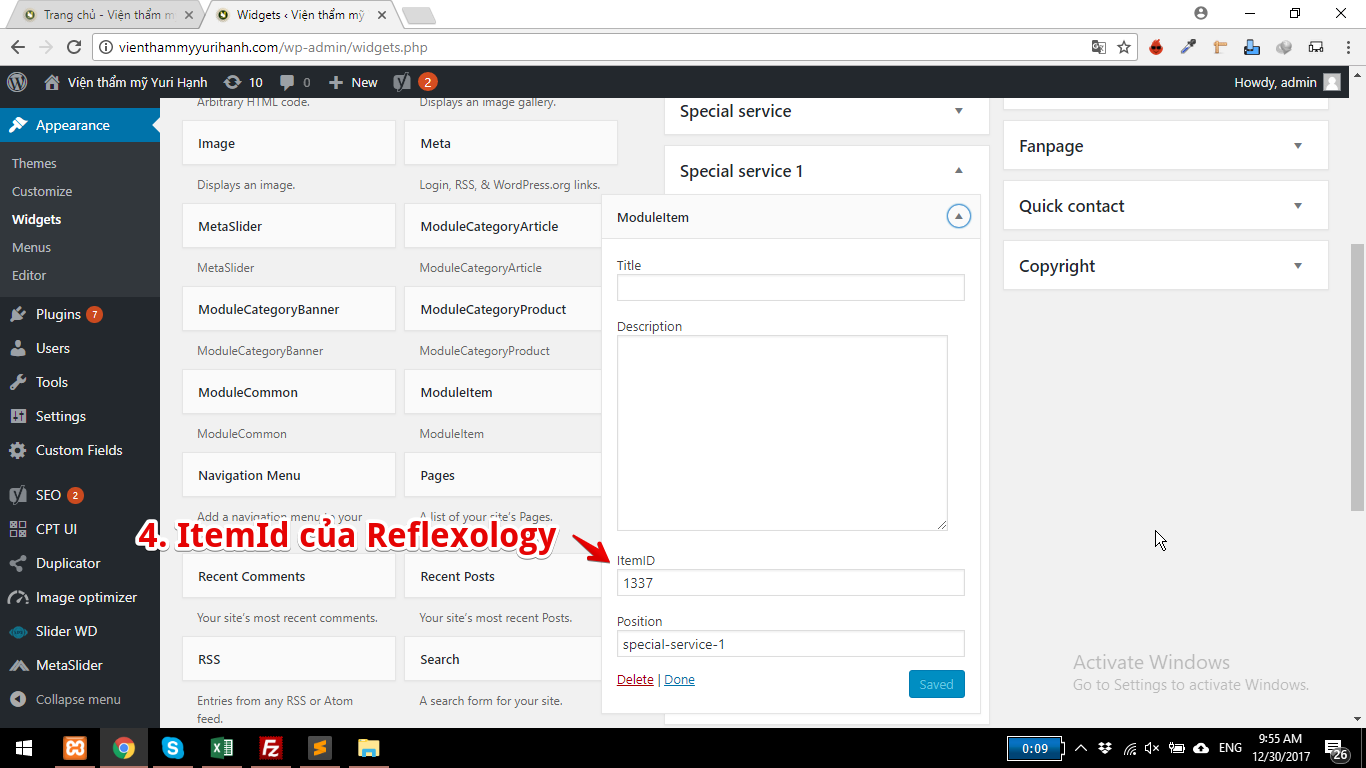 Trang chủ - Viện thẩm m
Widgets ‹ Viện thẩm mỹ
vienthammyyurihanh.com/wp-admin/widgets.php
Viện thẩm mỹ Yuri Hạnh
10
0
New
2
Howdy, admin
Appearance
Themes
Customize
Widgets
Menus
Editor
Plugins 7
Users
Tools
Settings
Custom Fields
SEO 2
CPT UI
Duplicator
Image optimizer
Slider WD
MetaSlider
Collapse menu
Arbitrary HTML code.
Displays an image gallery.
Image
Meta
Displays an image.
Login, RSS, & WordPress.org links.
MetaSlider
ModuleCategoryArticle
MetaSlider
ModuleCategoryArticle
ModuleCategoryBanner
ModuleCategoryProduct
ModuleCategoryBanner
ModuleCategoryProduct
ModuleCommon
ModuleItem
ModuleCommon
ModuleItem
Navigation Menu
Pages
Add a navigation menu to your
A list of your site's Pages.
4. ItemId của Reflexology
Recent Comments
Recent Posts
Your site's most recent comments.
Your site's most recent Posts.
RSS
Search
Entries from any RSS or Atom
feed.
A search form for your site.
Special service
Special service 1
ModuleItem
Title
Description
ItemID
1337
Position
special-service-1
Delete | Done
Saved
Fanpage
Quick contact
Copyright
Activate Windows
Go to Settings to activate Windows.
0:09
ENG
9:55 AM
12/30/2017
26